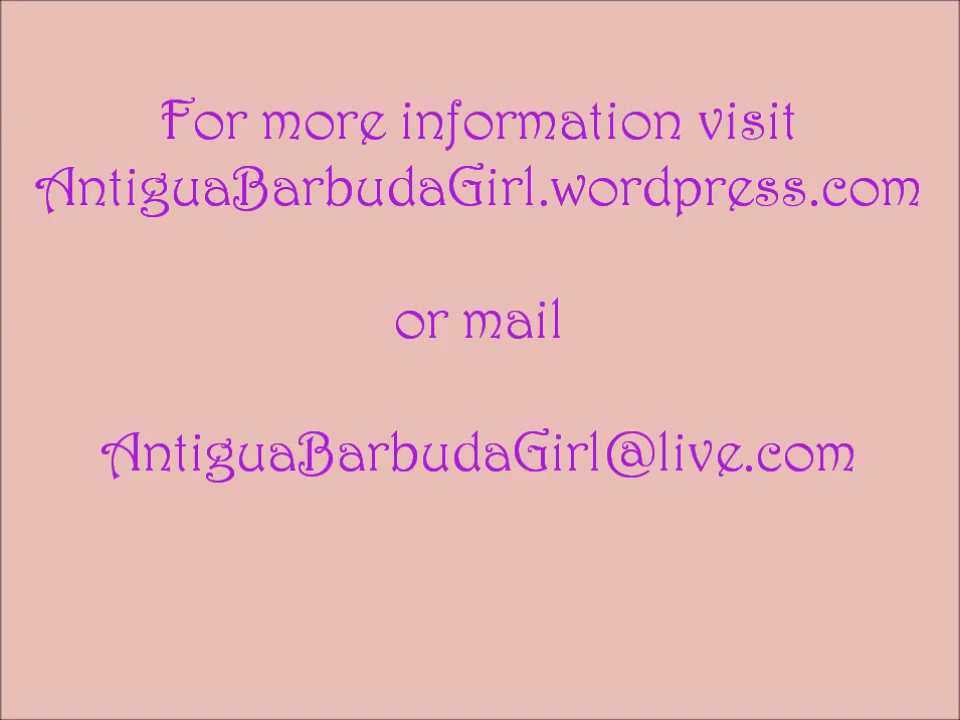 For more information visit
AntiguaBarbudaGirl.wordpress.com
or mail
AntiguaBarbudaGirl@live.com